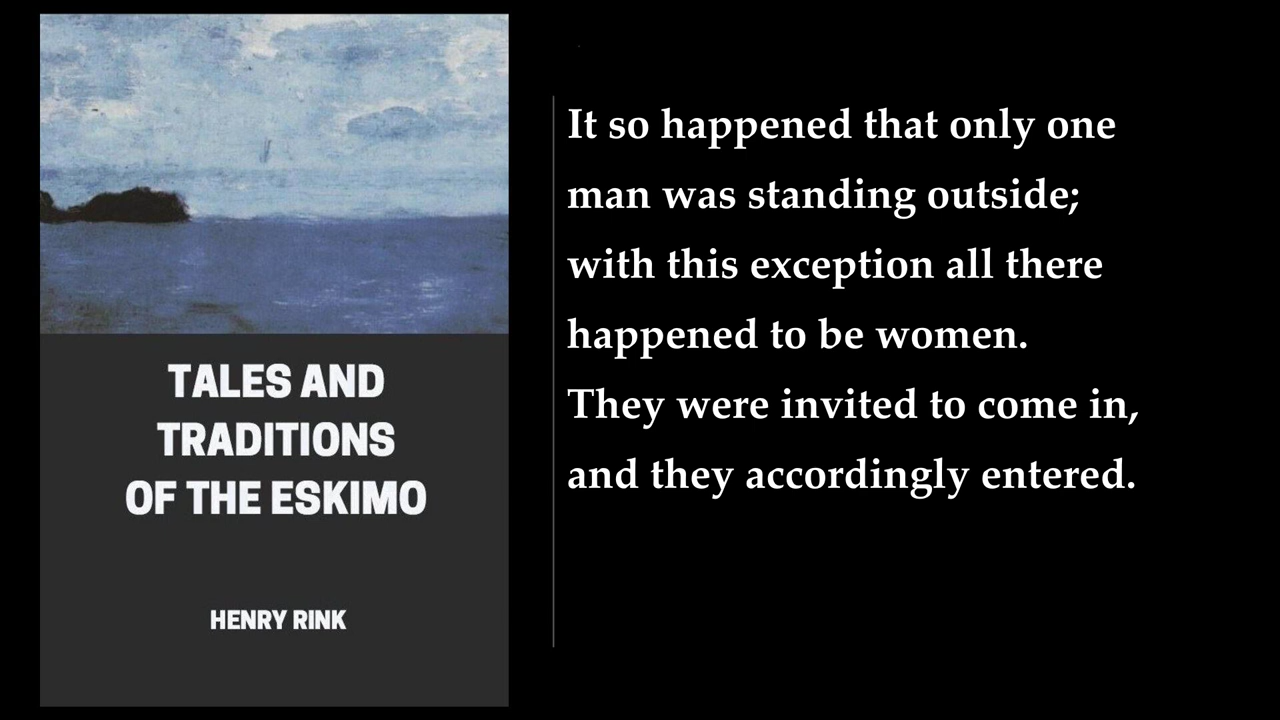 TALES AND
TRADITIONS
OF THE ESKIMO
HENRY RINK
It so happened that only one
man was standing outside;
with this exception all there
happened to be women.
They were invited to come in,
and they accordingly entered.